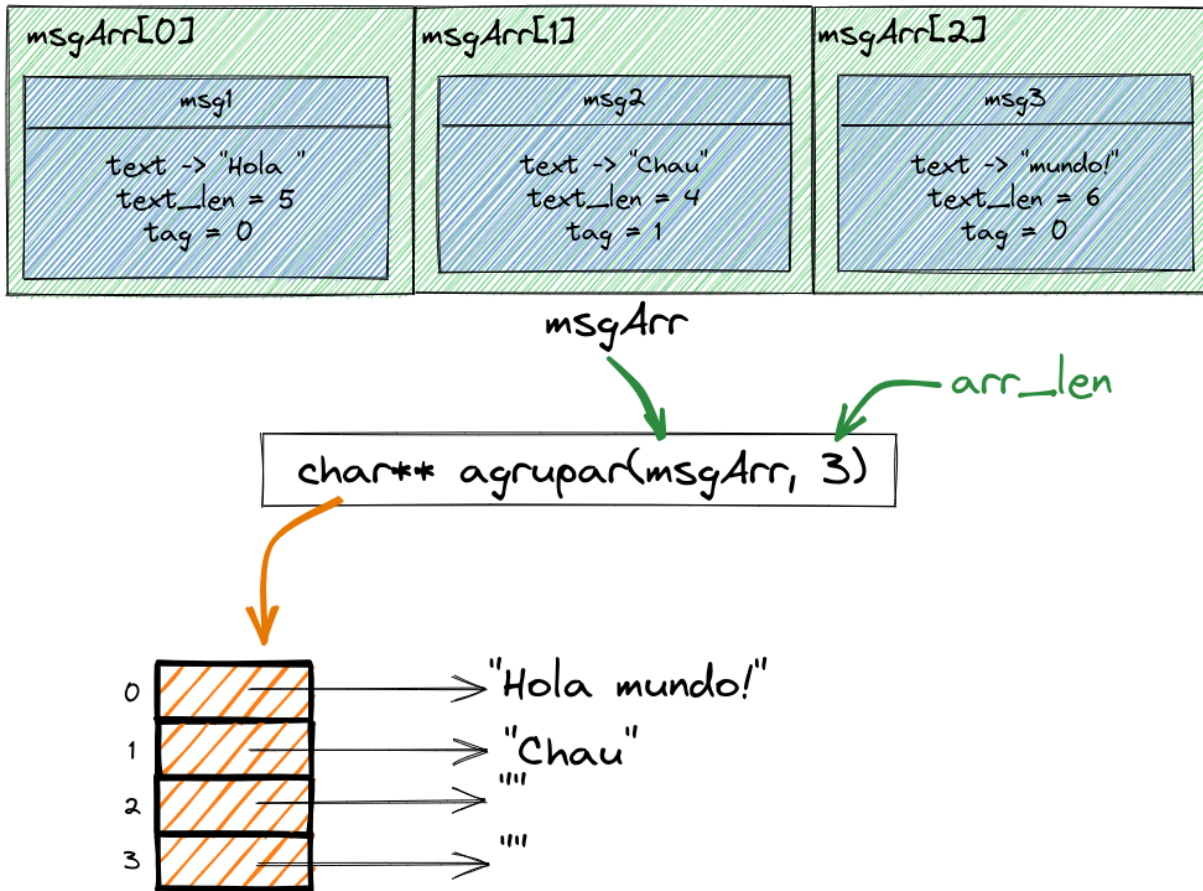 msgArr[0]
msgArr[1]
msgArr[2]
msg1
text -> "Hola "
text_len = 5
tag = 0
msg2
text -> "Chau"
text_len = 4
tag = 1
msg3
text -> "mundo!"
text_len = 6
tag = 0
msgArr
arr_len
char** agrupar(msgArr, 3)
0
"Hola mundo!"
1
"Chau"
2
""
3
""